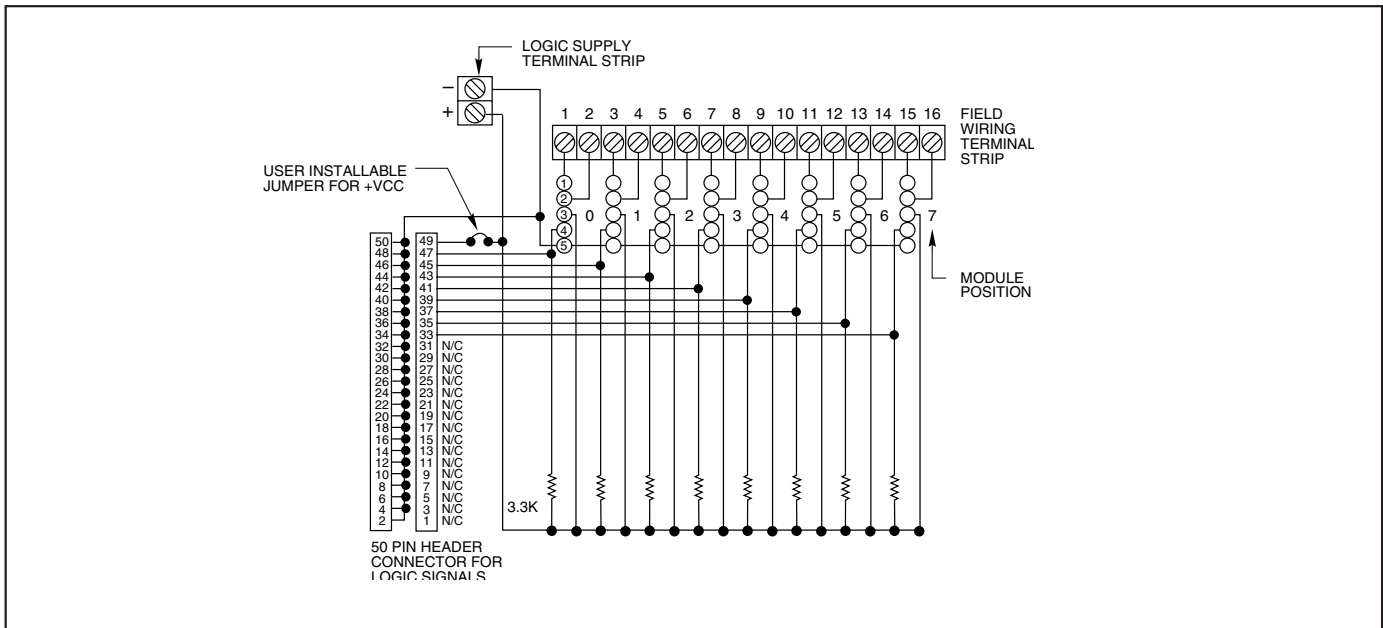 LOGIC SUPPLY
TERMINAL STRIP
−
+
1 2 3 4 5 6 7 8 9 10 11 12 13 14 15 16
FIELD
WIRING
TERMINAL
STRIP
USER INSTALLABLE
JUMPER FOR +VCC
1
2
3 0 1 2 3 4 5 6 7
4
5
MODULE
POSITION
50 49
48 47
46 45
44 43
42 41
40 39
38 37
36 35
34 33
32 31 N/C
30 29 N/C
28 27 N/C
26 25 N/C
24 23 N/C
22 21 N/C
20 19 N/C
18 17 N/C
16 15 N/C
14 13 N/C
12 11 N/C
10 9 N/C
8 7 N/C
6 5 N/C
4 3 N/C
2 1 N/C
3.3K
50 PIN HEADER
CONNECTOR FOR
LOGIC SIGNALS